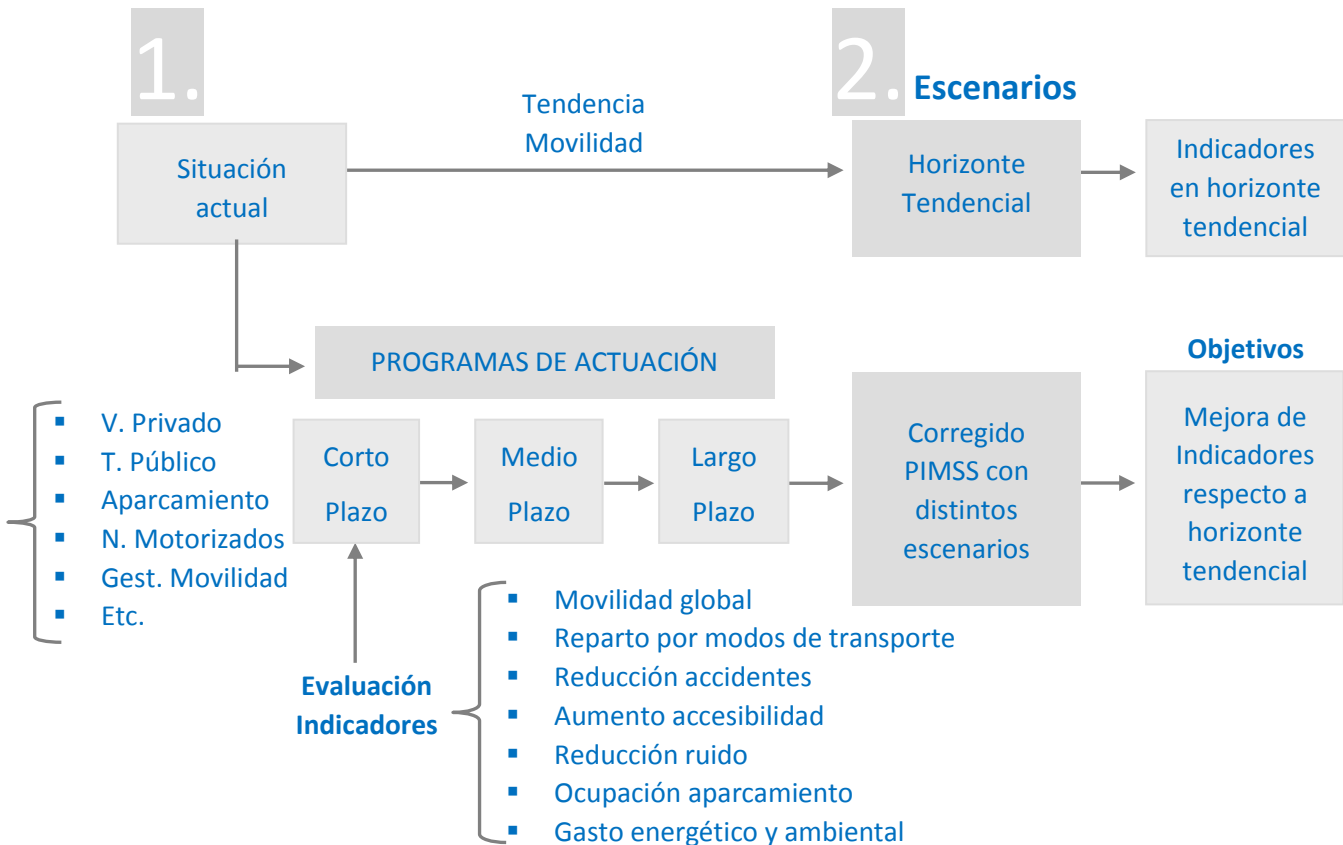 1.
2. Escenarios
Tendencia
Movilidad
Situación
actual
Horizonte
Tendencial
Indicadores
en horizonte
tendencial
PROGRAMAS DE ACTUACIÓN
Objetivos
▪ V. Privado
▪ T. Público
▪ Aparcamiento
▪ N. Motorizados
▪ Gest. Movilidad
▪ Etc.
Corto
Plazo
Medio
Plazo
Largo
Plazo
Corregido
PIMSS con
distintos
escenarios
Mejora de
Indicadores
respecto a
horizonte
tendencial
Evaluación
Indicadores
▪ Movilidad global
▪ Reparto por modos de transporte
▪ Reducción accidentes
▪ Aumento accesibilidad
▪ Reducción ruido
▪ Ocupación aparcamiento
▪ Gasto energético y ambiental